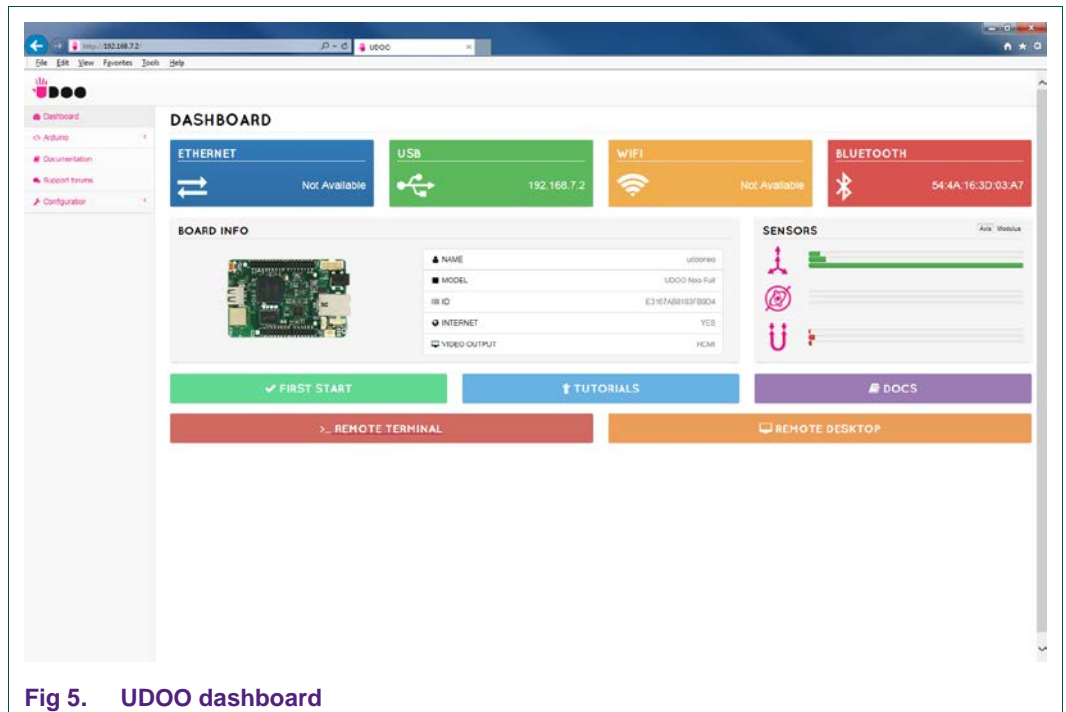 http://192.168.7.2/
UDOO
File Edit View Favorites Tools Help
UDOO
Dashboard
Arduino
Documentation
Support forums
Configuration
DASHBOARD
ETHERNET
Not Available
USB
192.168.7.2
WIFI
Not Available
BLUETOOTH
54:4A:16:3D:03:A7
BOARD INFO
NAME udooneo
MODEL UDOO Neo Full
ID
INTERNET YES
VIDEO OUTPUT HDMI
SENSORS
Axis Modulus
FIRST START
TUTORIALS
DOCS
>_ REMOTE TERMINAL
REMOTE DESKTOP
Fig 5. UDOO dashboard